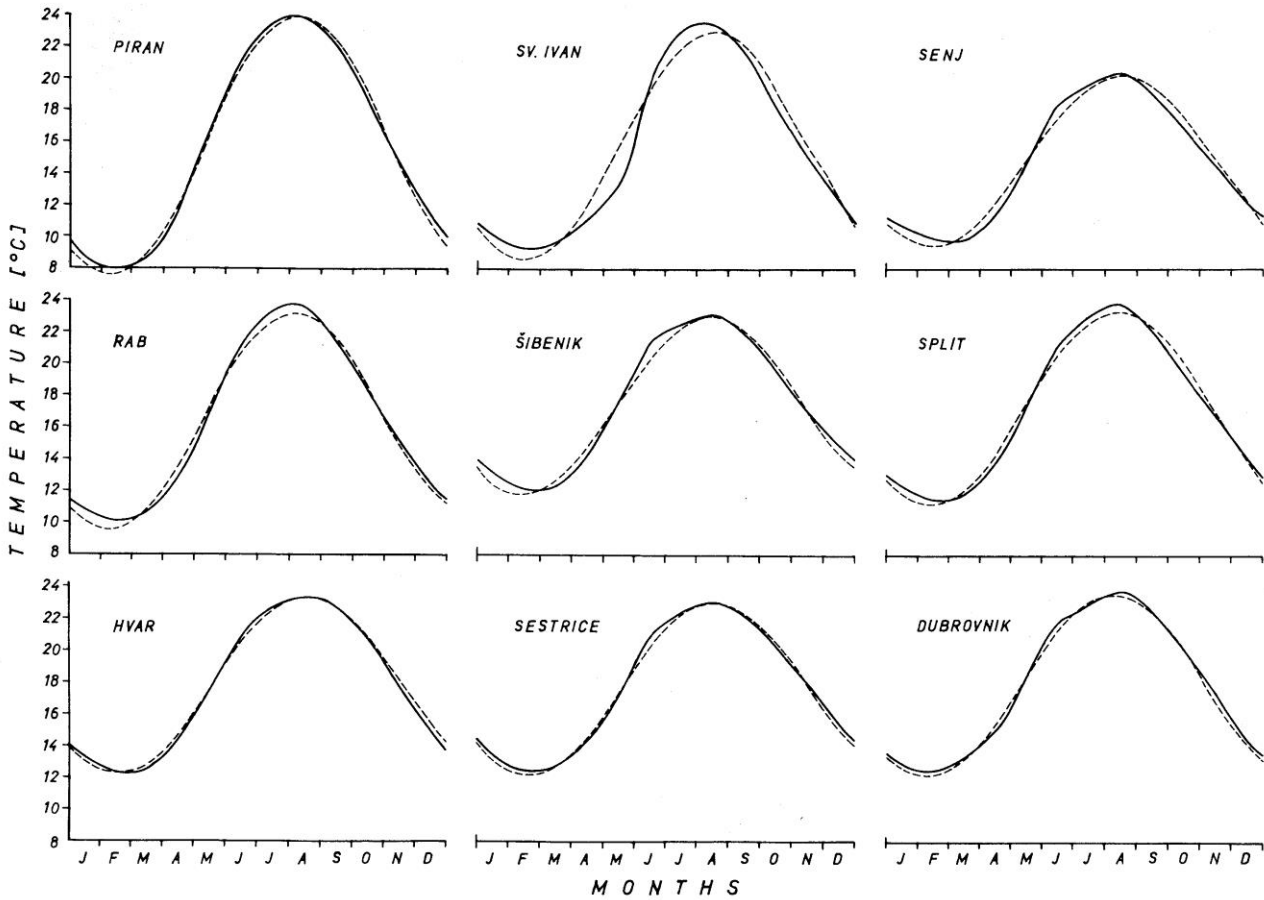 TEMPERATURE [°C]
24
22
20
18
16
14
12
10
8
PIRAN
SV. IVAN
SENJ
24
22
20
18
16
14
12
10
8
RAB
ŠIBENIK
SPLIT
24
22
20
18
16
14
12
10
8
HVAR
SESTRICE
DUBROVNIK
J F M A M J J A S O N D
J F M A M J J A S O N D
J F M A M J J A S O N D
MONTHS